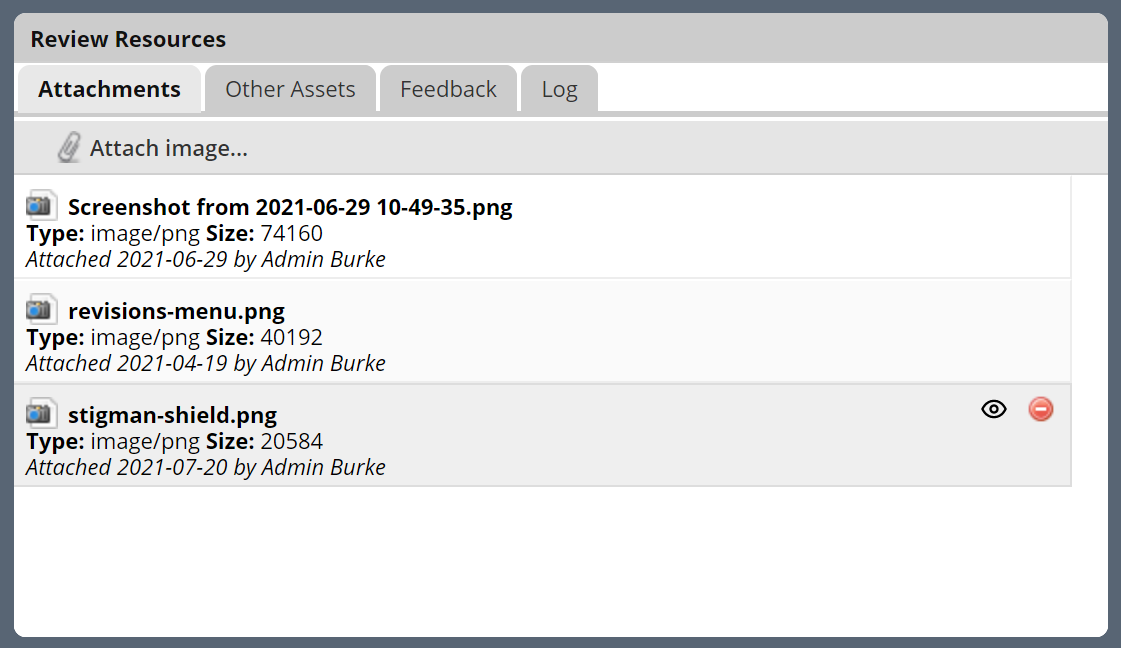 Review Resources
Attachments Other Assets Feedback Log
Attach image...
Screenshot from 2021-06-29 10-49-35.png
Type: image/png Size: 74160
Attached 2021-06-29 by Admin Burke
revisions-menu.png
Type: image/png Size: 40192
Attached 2021-04-19 by Admin Burke
stigman-shield.png
Type: image/png Size: 20584
Attached 2021-07-20 by Admin Burke